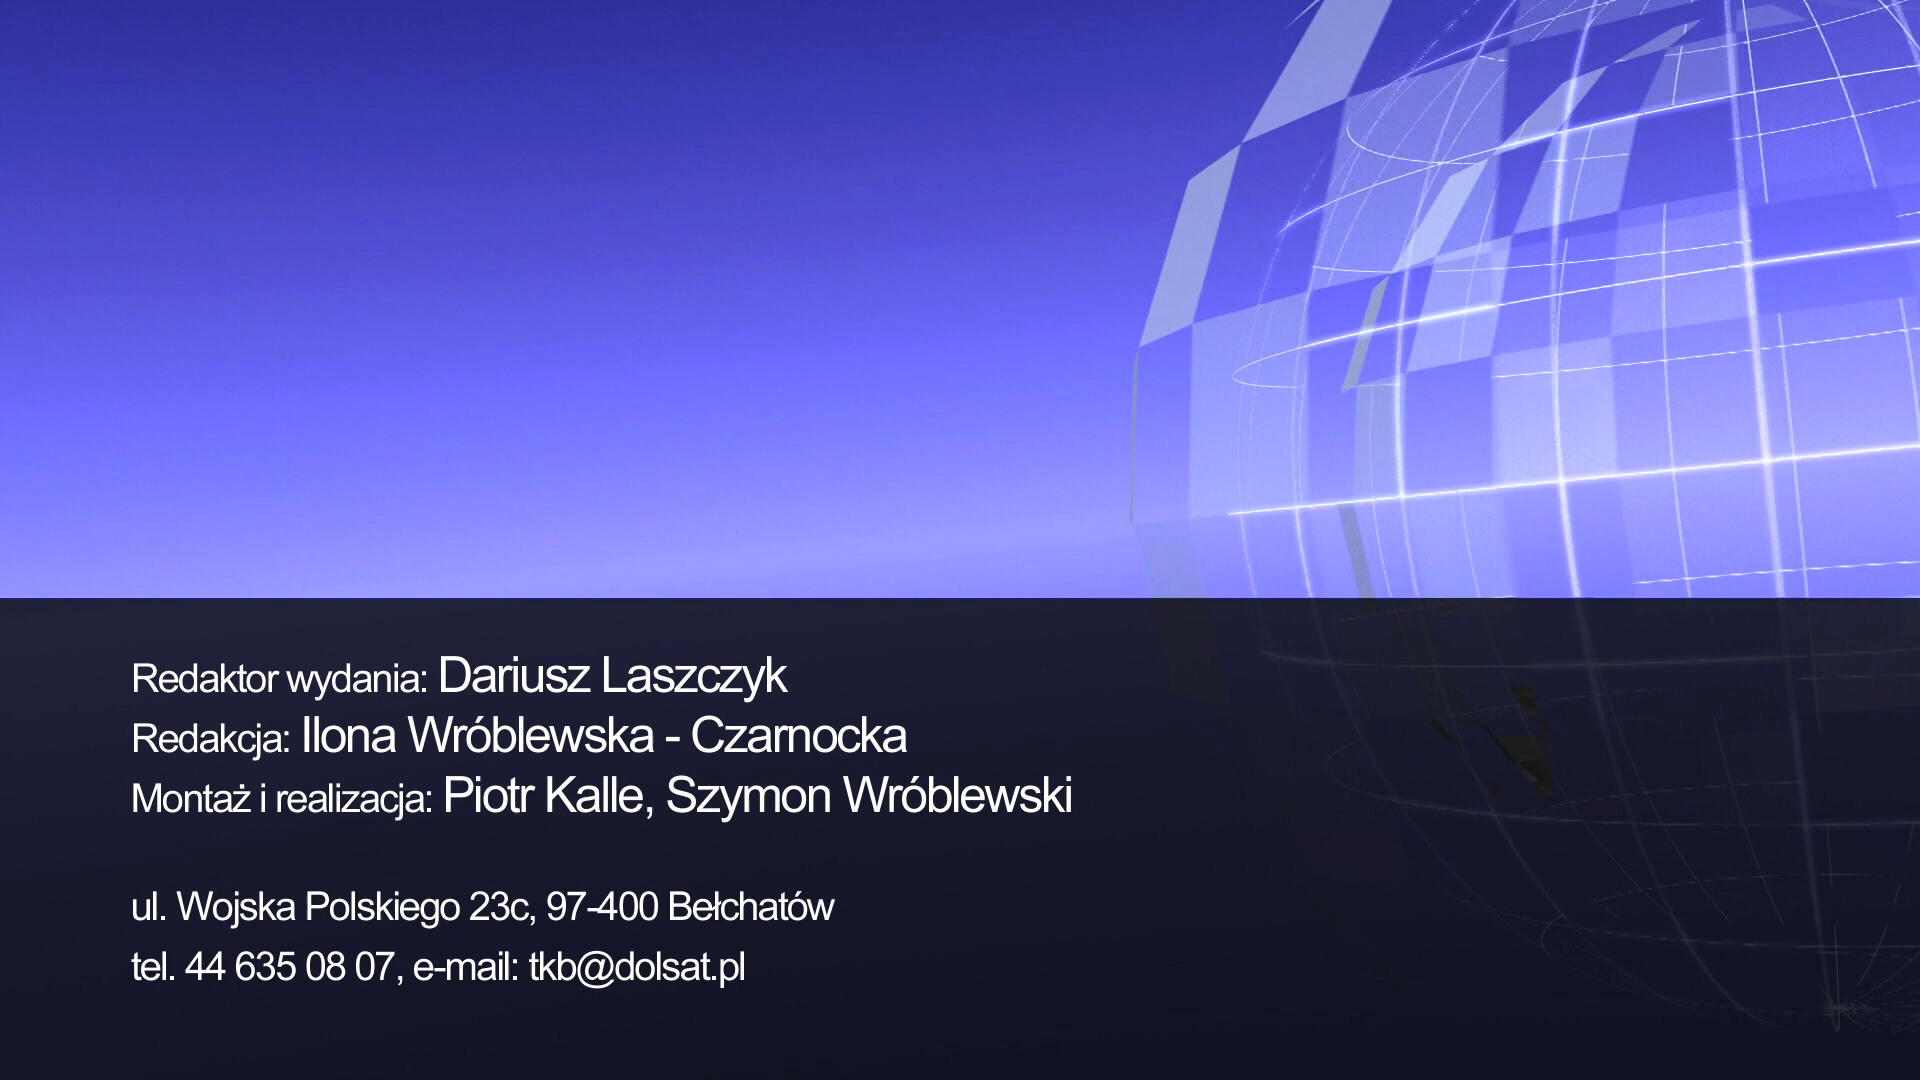 Redaktor wydania: Dariusz Laszczyk
Redakcja: Ilona Wróblewska - Czarnocka
Montaż i realizacja: Piotr Kalle, Szymon Wróblewski
ul. Wojska Polskiego 23c, 97-400 Bełchatów
tel. 44 635 08 07, e-mail: tkb@dolsat.pl